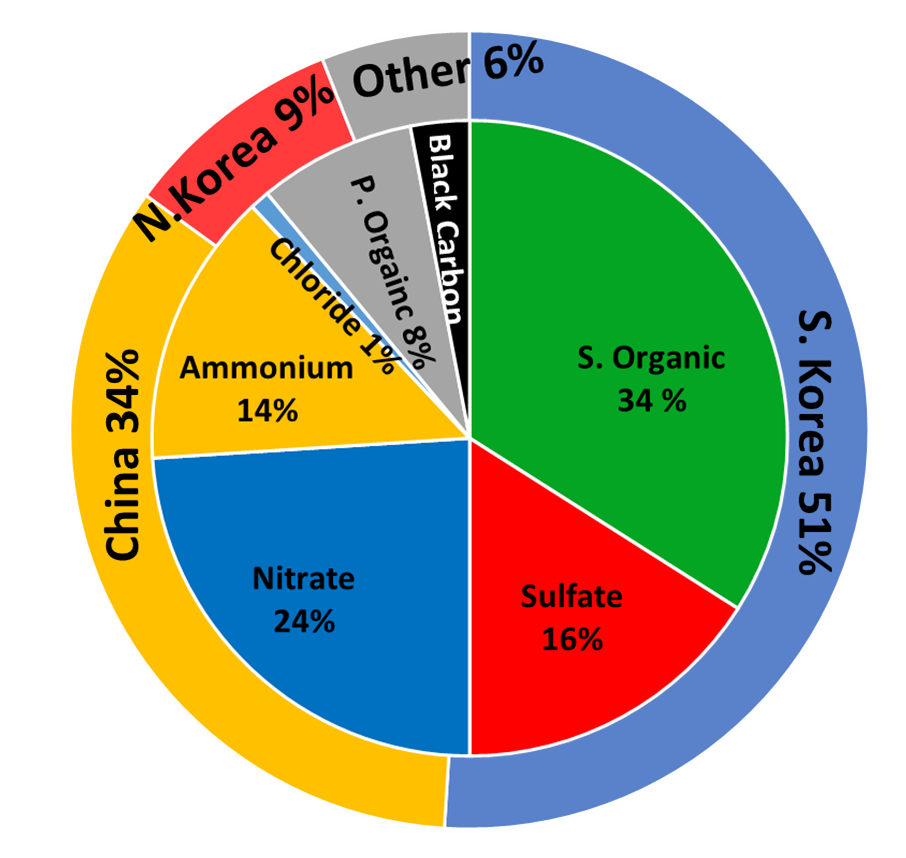 Other 6%
N.Korea 9%
Black Carbon
P. Orgainc 8%
Chloride 1%
S. Korea 51%
S. Organic
34 %
Ammonium
14%
China 34%
Nitrate
24%
Sulfate
16%